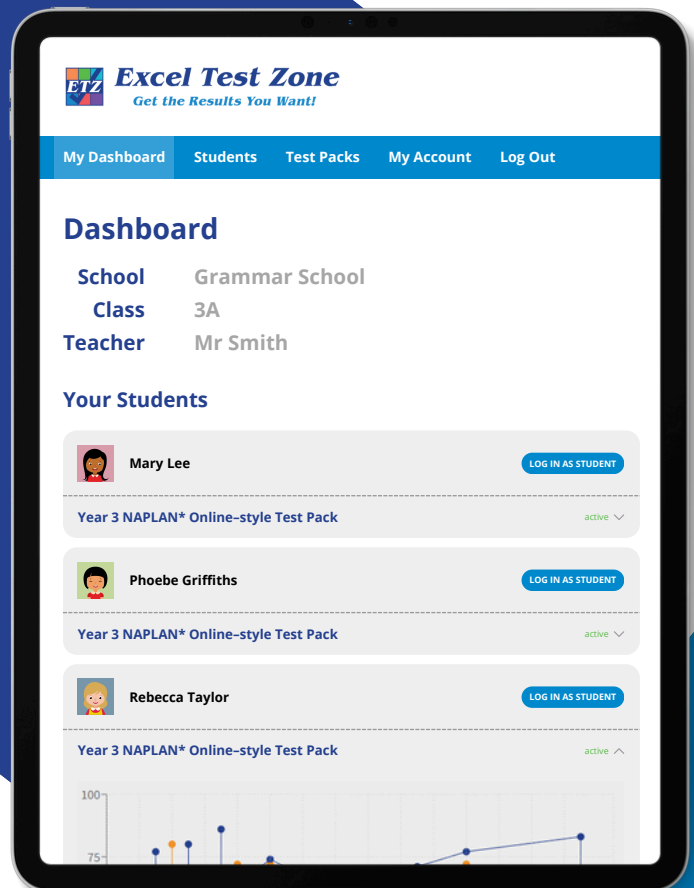 ETZ
Excel Test Zone
Get the Results You Want!
My Dashboard Students Test Packs My Account Log Out
Dashboard
School Grammar School
Class 3A
Teacher Mr Smith
Your Students
Mary Lee LOG IN AS STUDENT
Year 3 NAPLAN* Online–style Test Pack active
Phoebe Griffiths LOG IN AS STUDENT
Year 3 NAPLAN* Online–style Test Pack active
Rebecca Taylor LOG IN AS STUDENT
Year 3 NAPLAN* Online–style Test Pack active
100
75